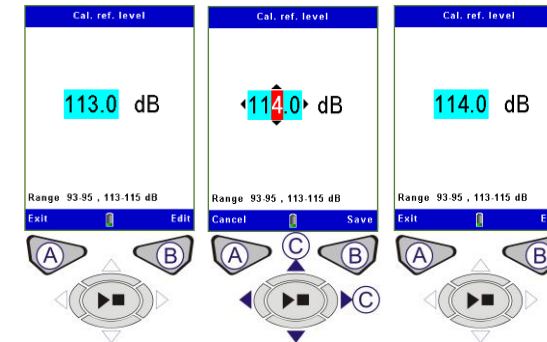 Cal. ref. level
113.0 dB
Range 93-95 , 113-115 dB
Exit Edit
A B
Cal. ref. level
114.0 dB
Range 93-95 , 113-115 dB
Cancel Save
A C B
C
Cal. ref. level
114.0 dB
Range 93-95 , 113-115 dB
Exit E
A B